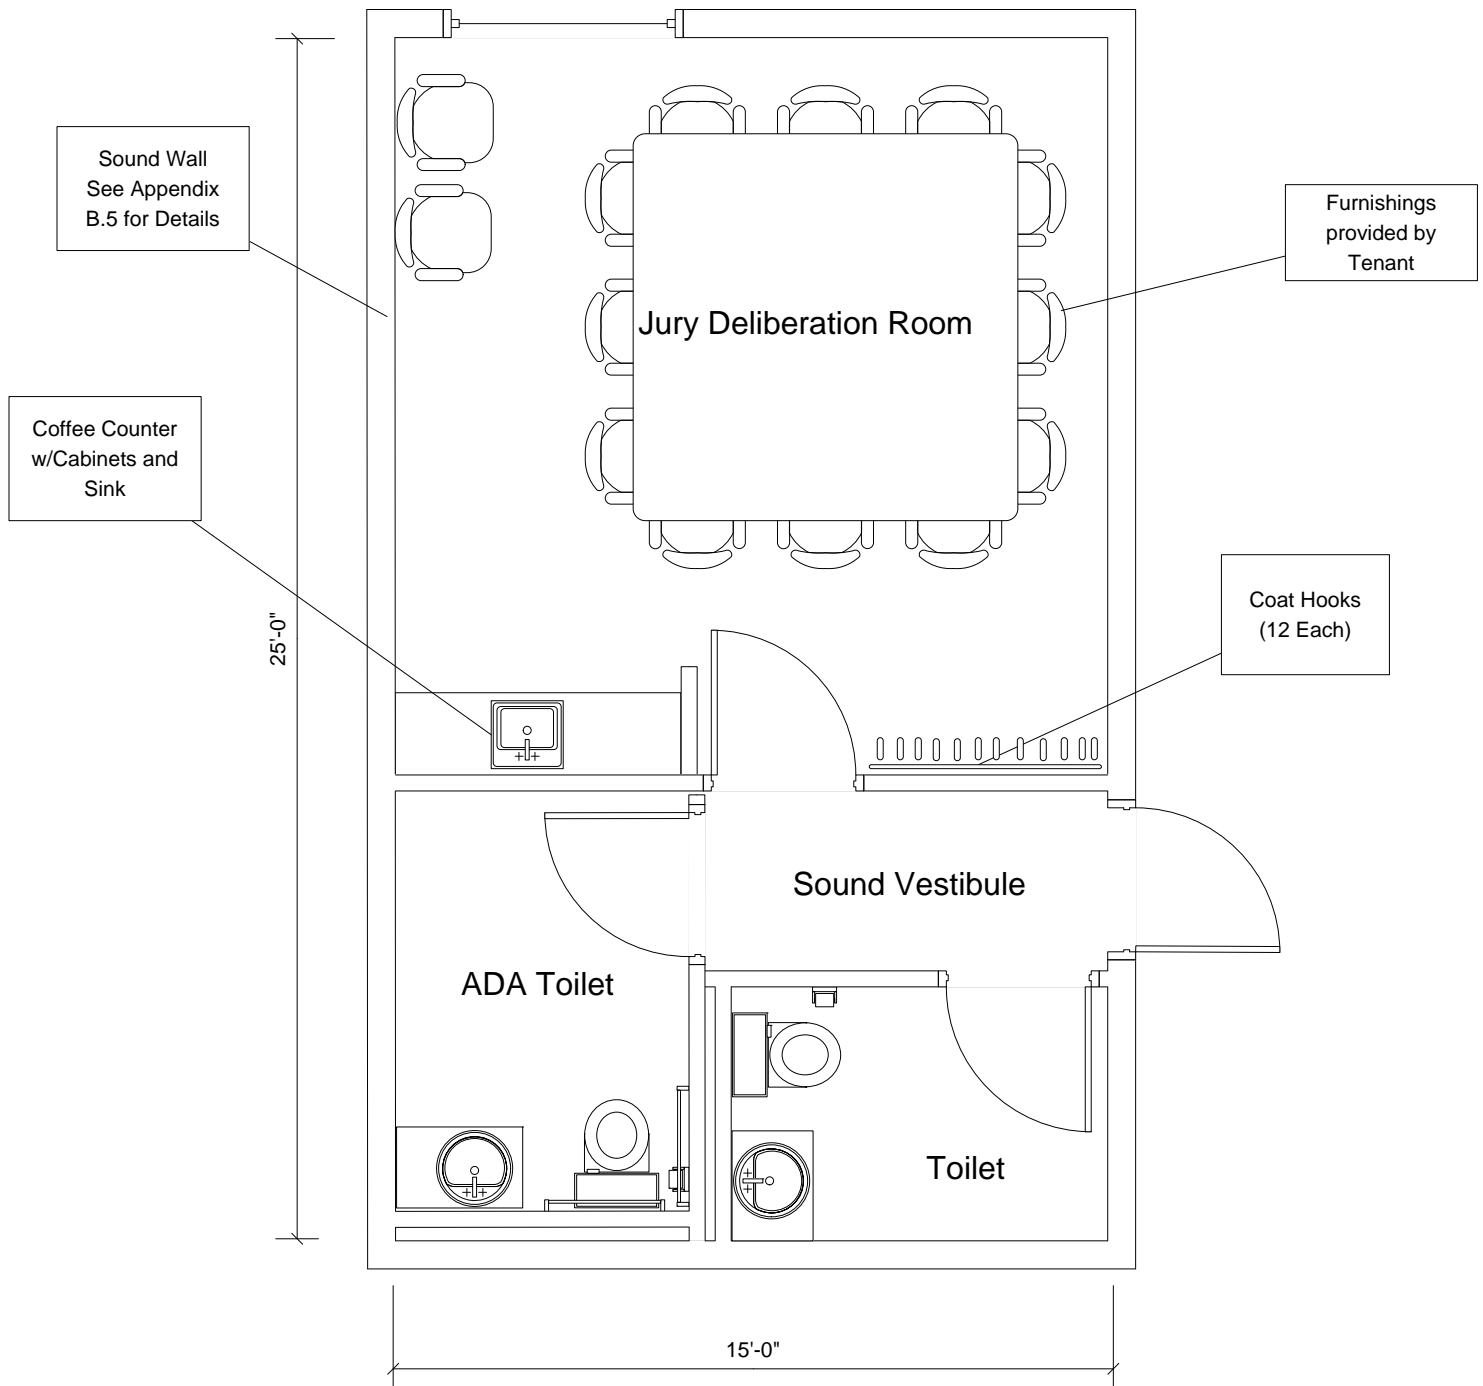 Sound Wall
See Appendix
B.5 for Details
Furnishings
provided by
Tenant
Jury Deliberation Room
Coffee Counter
w/Cabinets and
Sink
Coat Hooks
(12 Each)
25'-0"
Sound Vestibule
ADA Toilet
Toilet
15'-0"